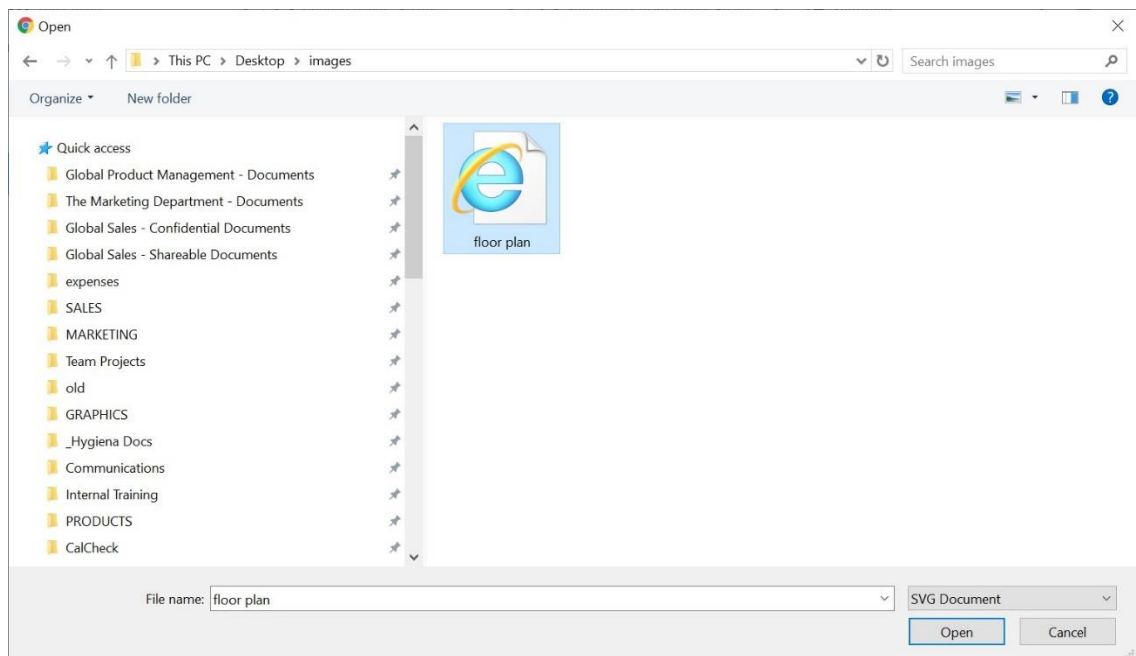 Open
This PC > Desktop > images
Search images
Organize
New folder
Quick access
Global Product Management - Documents
The Marketing Department - Documents
Global Sales - Confidential Documents
Global Sales - Shareable Documents
expenses
SALES
MARKETING
Team Projects
old
GRAPHICS
_Hygiena Docs
Communications
Internal Training
PRODUCTS
CalCheck
floor plan
File name: floor plan
SVG Document
Open
Cancel